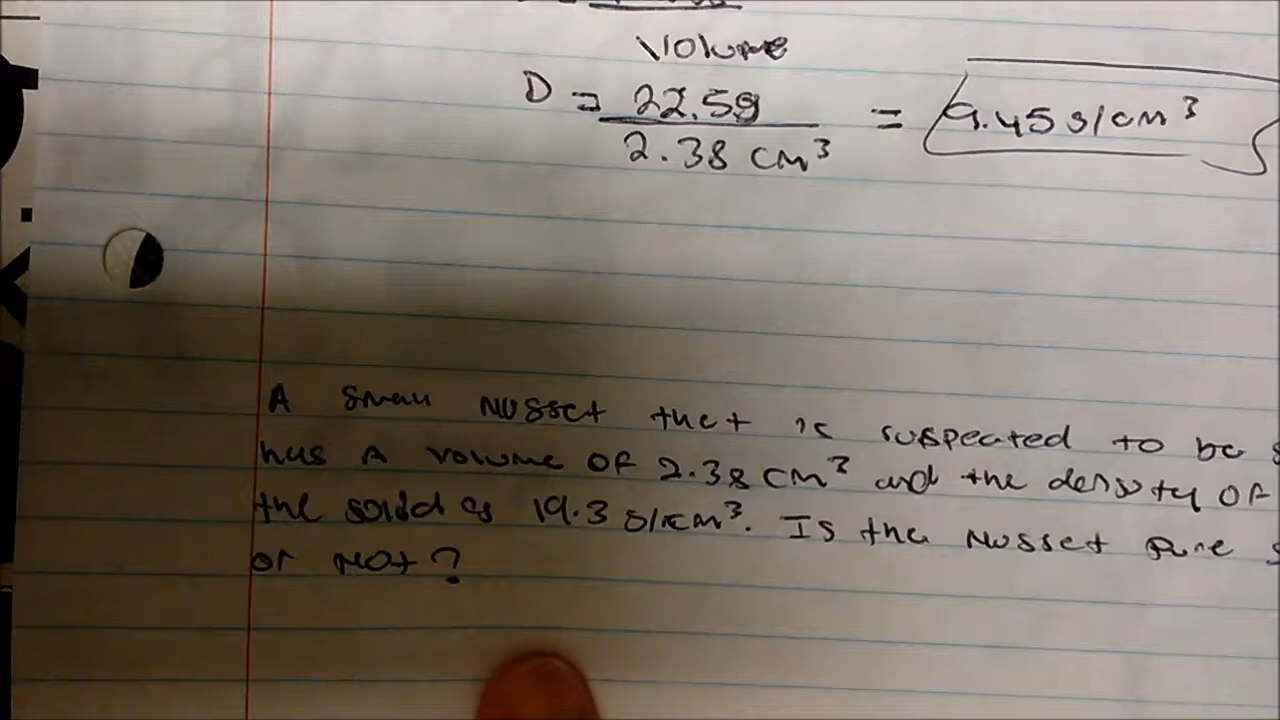 Volume
D = 22.5g / 2.38 cm³ = 9.45 g/cm³
A small Nugget that is suspected to be
has A volume of 2.38 cm³ and the density of
the gold is 19.3 g/cm³. Is the Nugget pure
or Not?